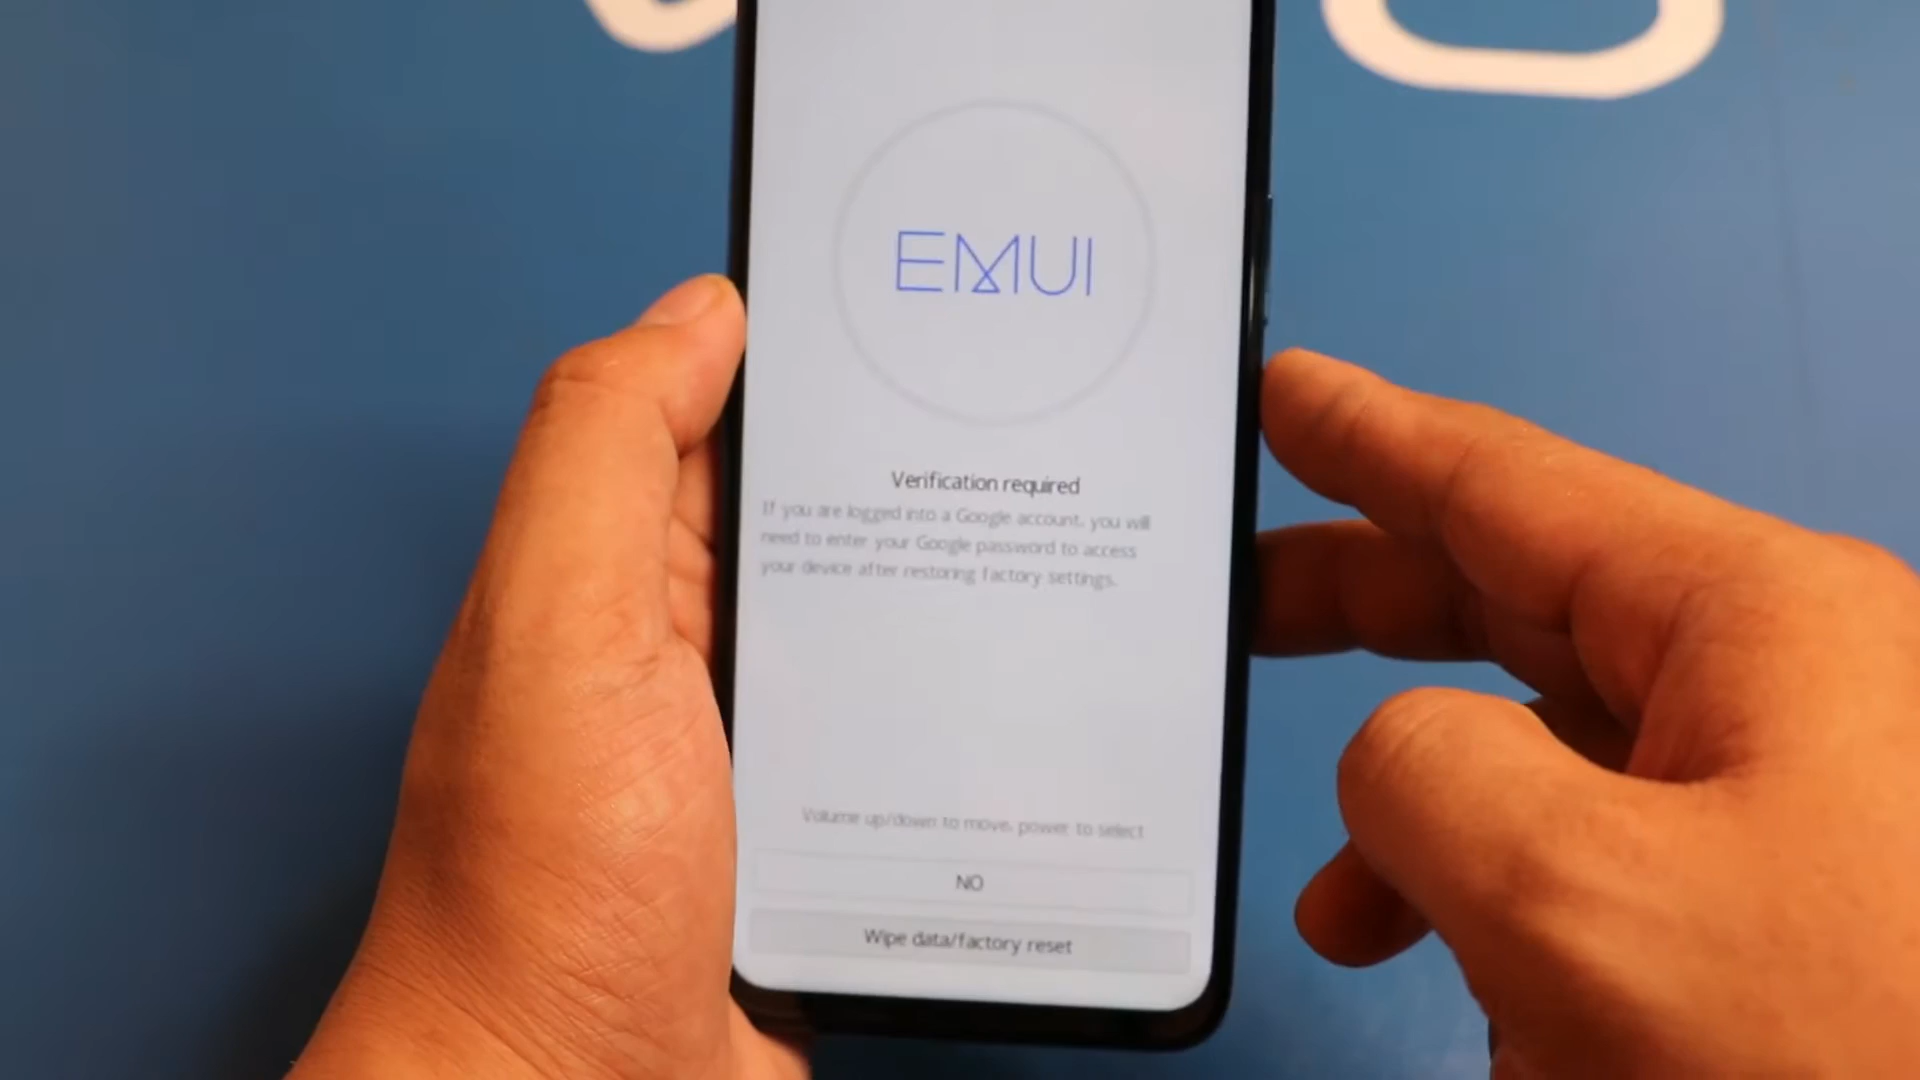 EMUI
Verification required
If you are logged into a Google account, you will
need to enter your Google password to access
your device after restoring factory settings.
Volume up/down to move, power to select
NO
Wipe data/factory reset